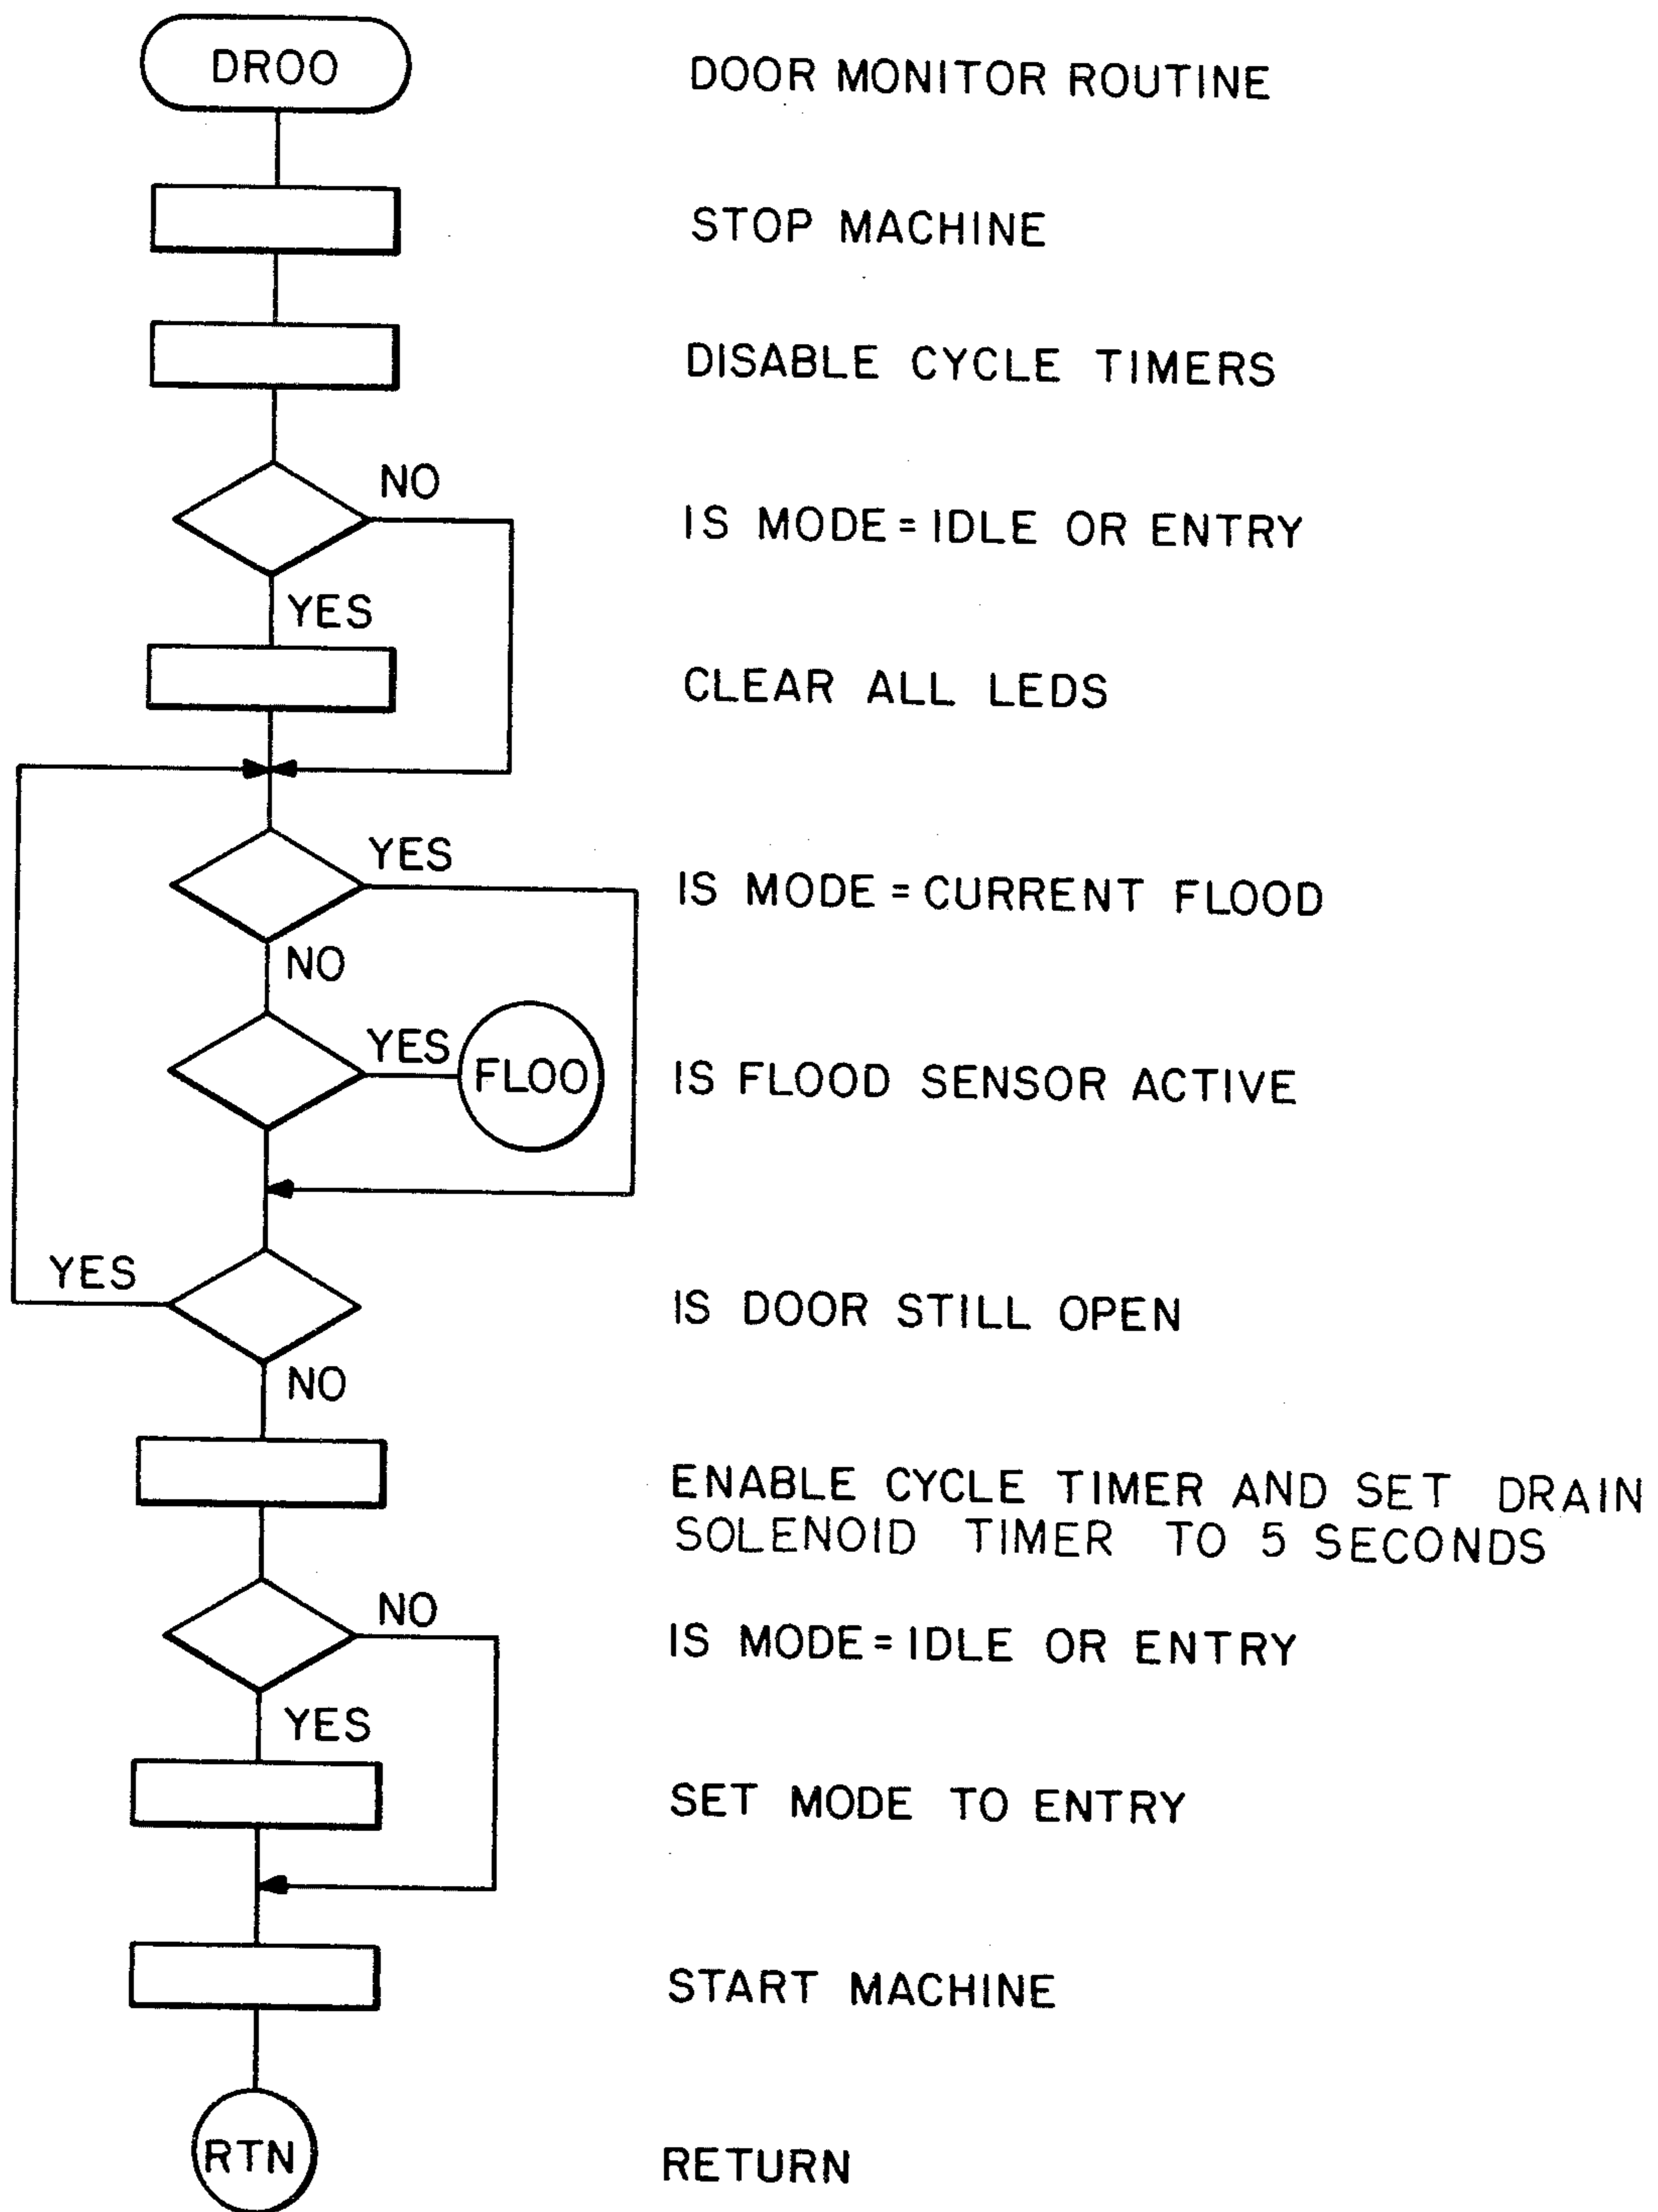 DROO
DOOR MONITOR ROUTINE
STOP MACHINE
DISABLE CYCLE TIMERS
NO
IS MODE = IDLE OR ENTRY
YES
CLEAR ALL LEDS
YES
IS MODE = CURRENT FLOOD
NO
YES
FLOO
IS FLOOD SENSOR ACTIVE
YES
IS DOOR STILL OPEN
NO
ENABLE CYCLE TIMER AND SET DRAIN
SOLENOID TIMER TO 5 SECONDS
NO
IS MODE = IDLE OR ENTRY
YES
SET MODE TO ENTRY
START MACHINE
RTN
RETURN